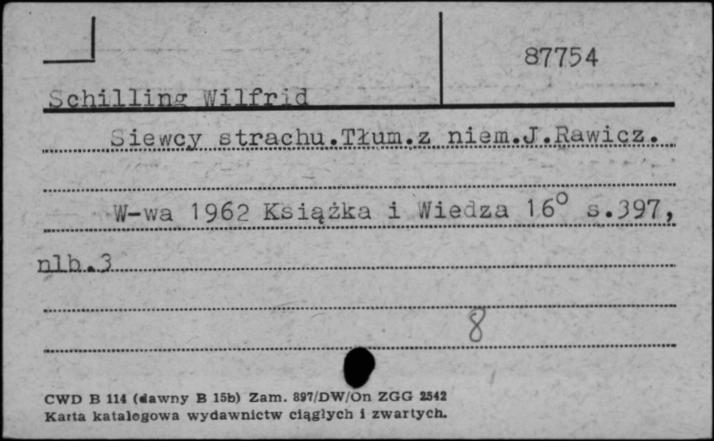 87754
Schilling Wilfrid
Siewcy strachu.Tłum.z niem.J.Rawicz.
W-wa 1962 Książka i Wiedza 16° s.397,
nlb.3
8
CWD B 114 (dawny B 15b) Zam. 897/DW/On ZGG 2542
Karta katalogowa wydawnictw ciągłych i zwartych.